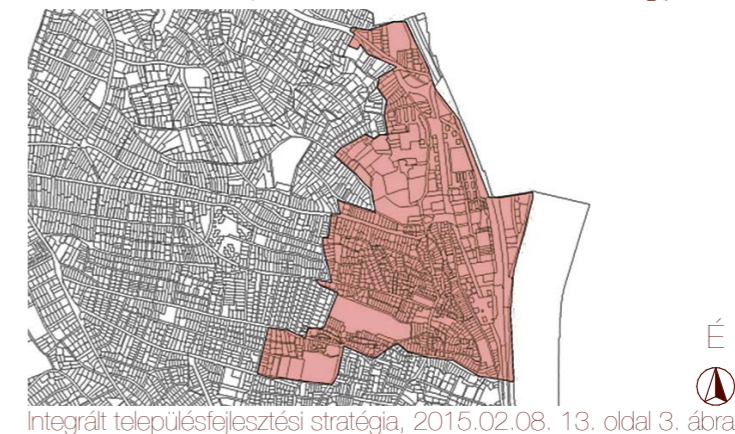 É
Integrált településfejlesztési stratégia, 2015.02.08. 13. oldal 3. ábra